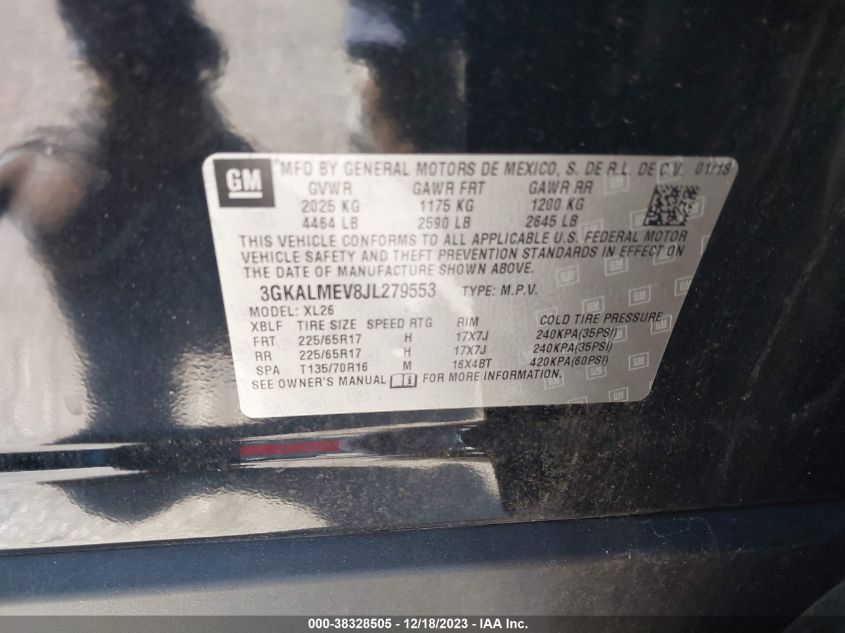 GM MFD BY GENERAL MOTORS DE MEXICO, S. DE R.L. DE C.V. 01/18
GVWR GAWR FRT GAWR RR
2025 KG 1175 KG 1200 KG
4464 LB 2590 LB 2645 LB
THIS VEHICLE CONFORMS TO ALL APPLICABLE U.S. FEDERAL MOTOR
VEHICLE SAFETY AND THEFT PREVENTION STANDARDS IN EFFECT ON
THE DATE OF MANUFACTURE SHOWN ABOVE.
3GKALMEV8JL279553 TYPE: M.P.V.
MODEL: XL26
XBLF TIRE SIZE SPEED RTG RIM COLD TIRE PRESSURE
FRT 225/65R17 H 17X7J 240KPA(35PSI)
RR 225/65R17 H 17X7J 240KPA(35PSI)
SPA T135/70R16 M 16X4BT 420KPA(60PSI)
SEE OWNER'S MANUAL FOR MORE INFORMATION.
000-38328505 - 12/18/2023 - IAA Inc.